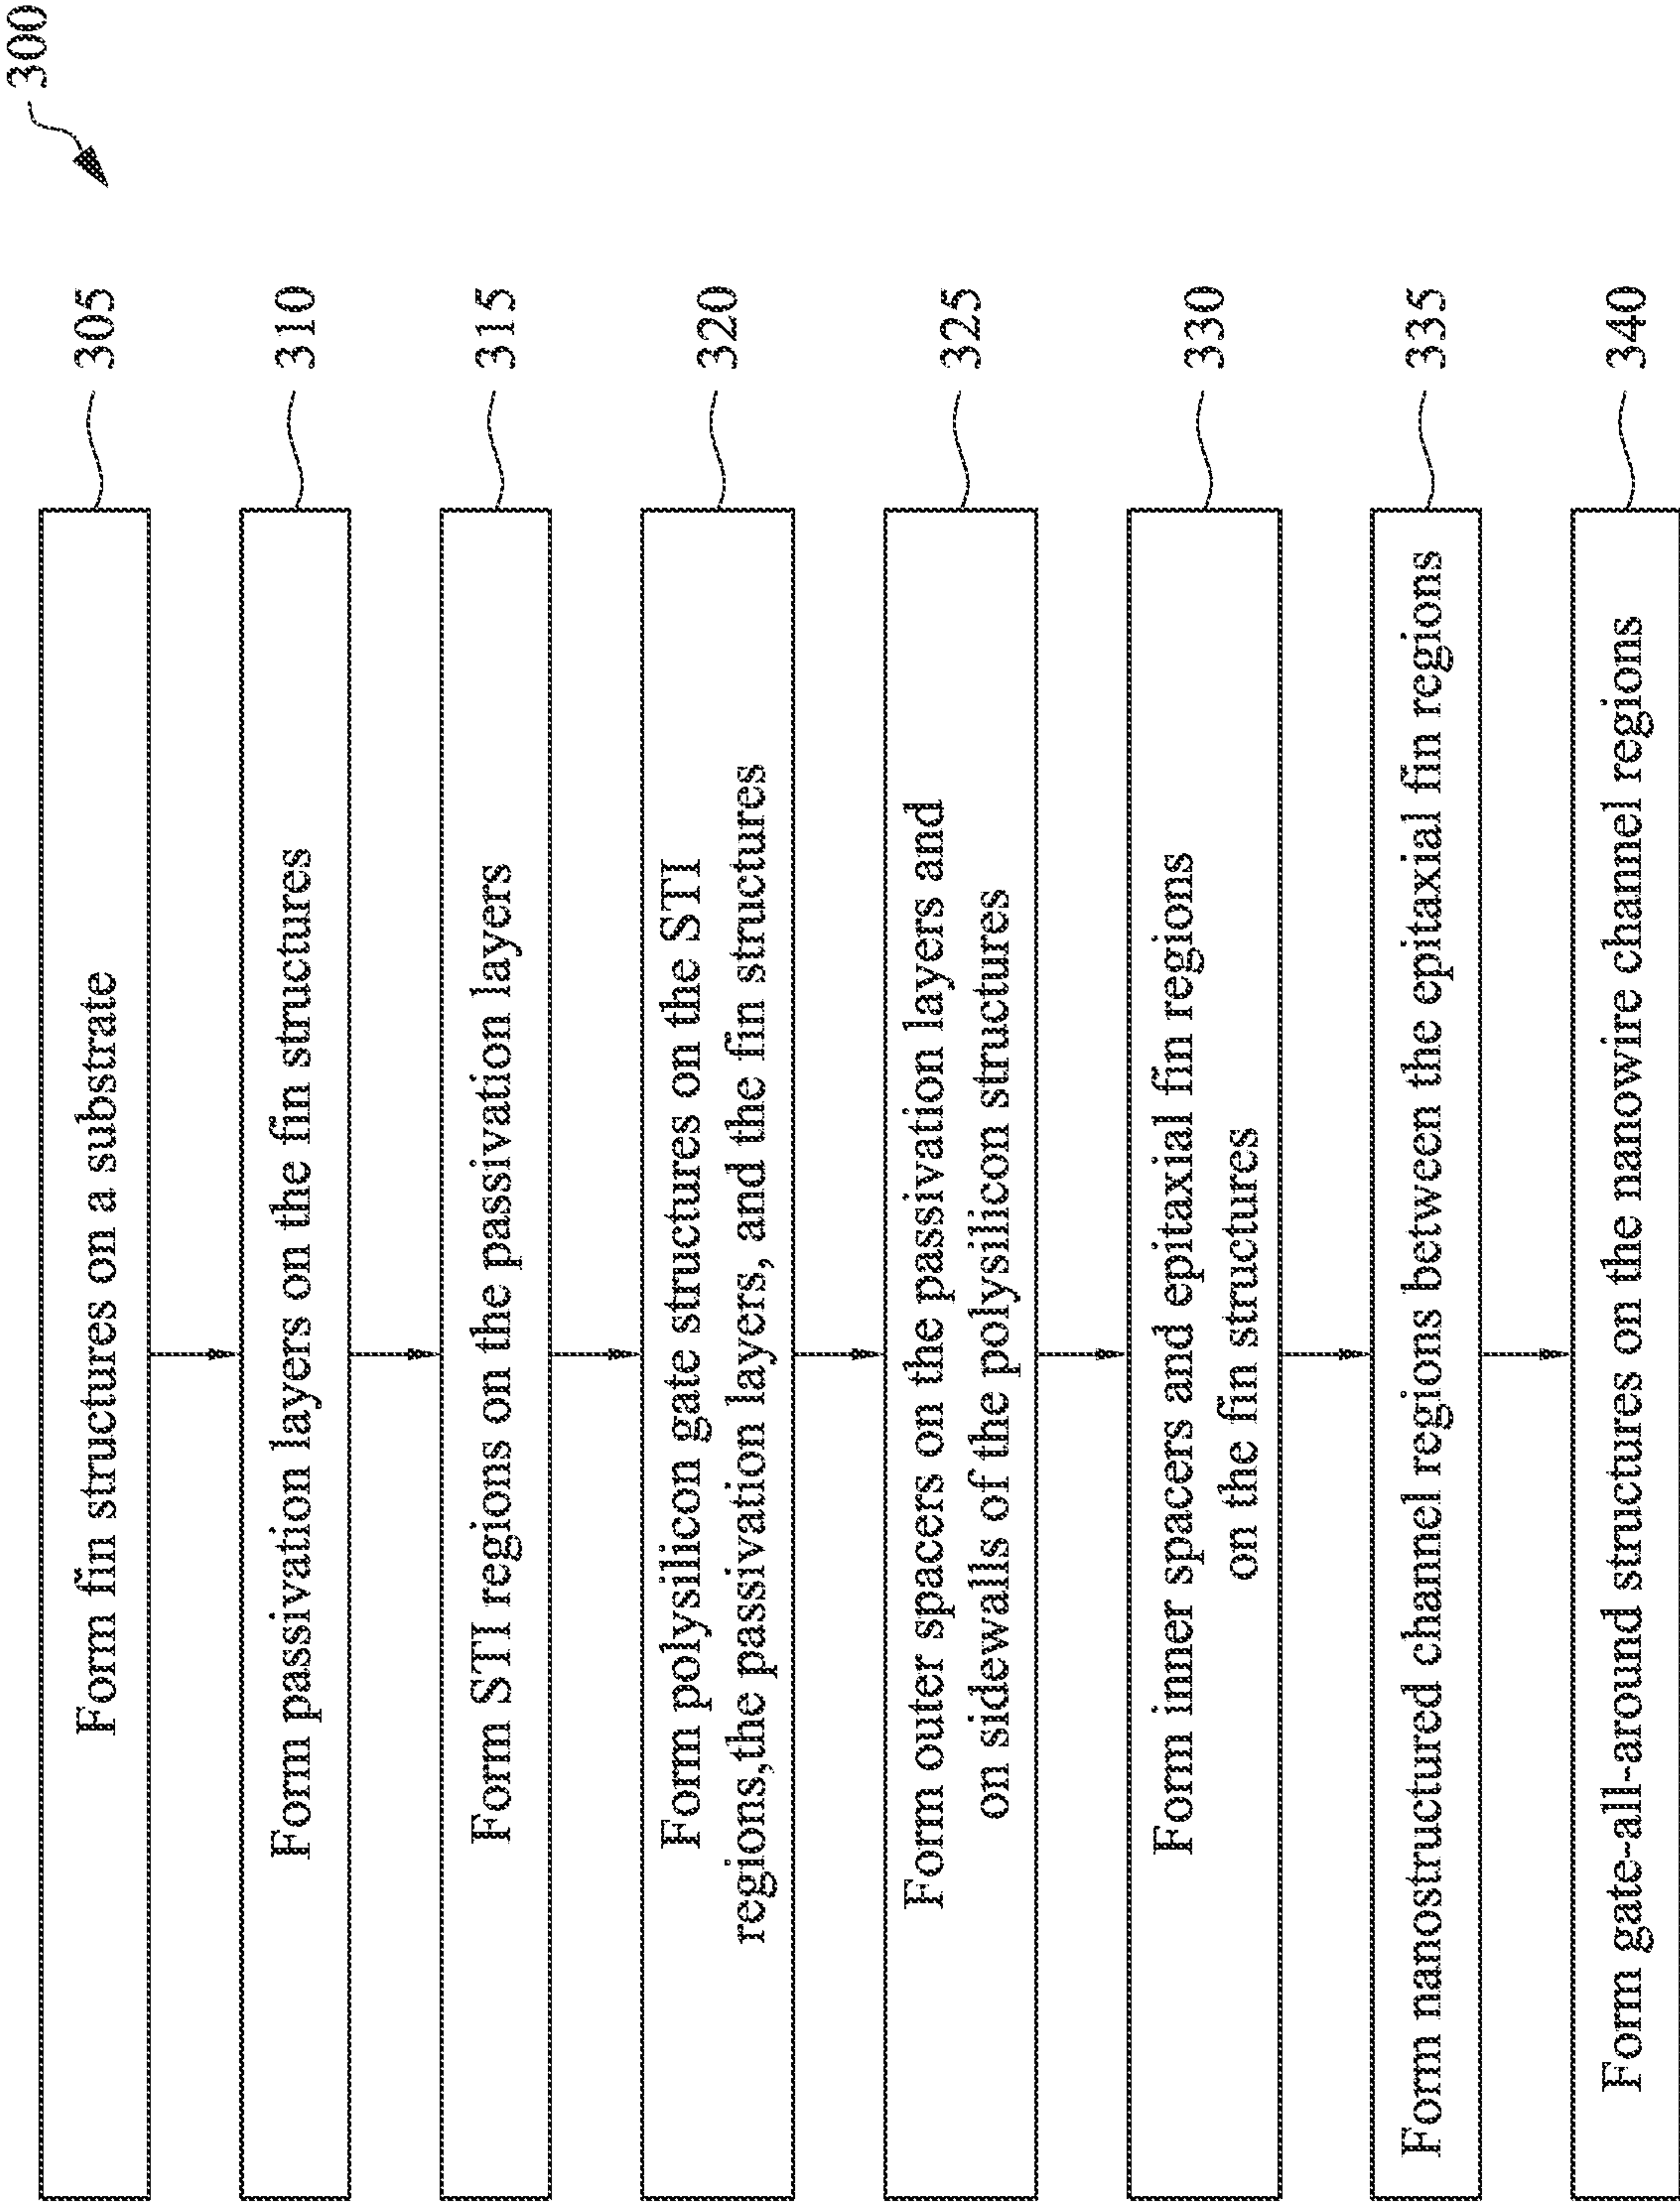 300
Form fin structures on a substrate
305
Form passivation layers on the fin structures
310
Form STI regions on the passivation layers
315
Form polysilicon gate structures on the STI
regions,the passivation layers, and the fin structures
320
Form outer spacers on the passivation layers and
on sidewalls of the polysilicon structures
325
Form inner spacers and epitaxial fin regions
on the fin structures
330
Form nanostructured channel regions between the epitaxial fin regions
335
Form gate-all-around structures on the nanowire channel regions
340